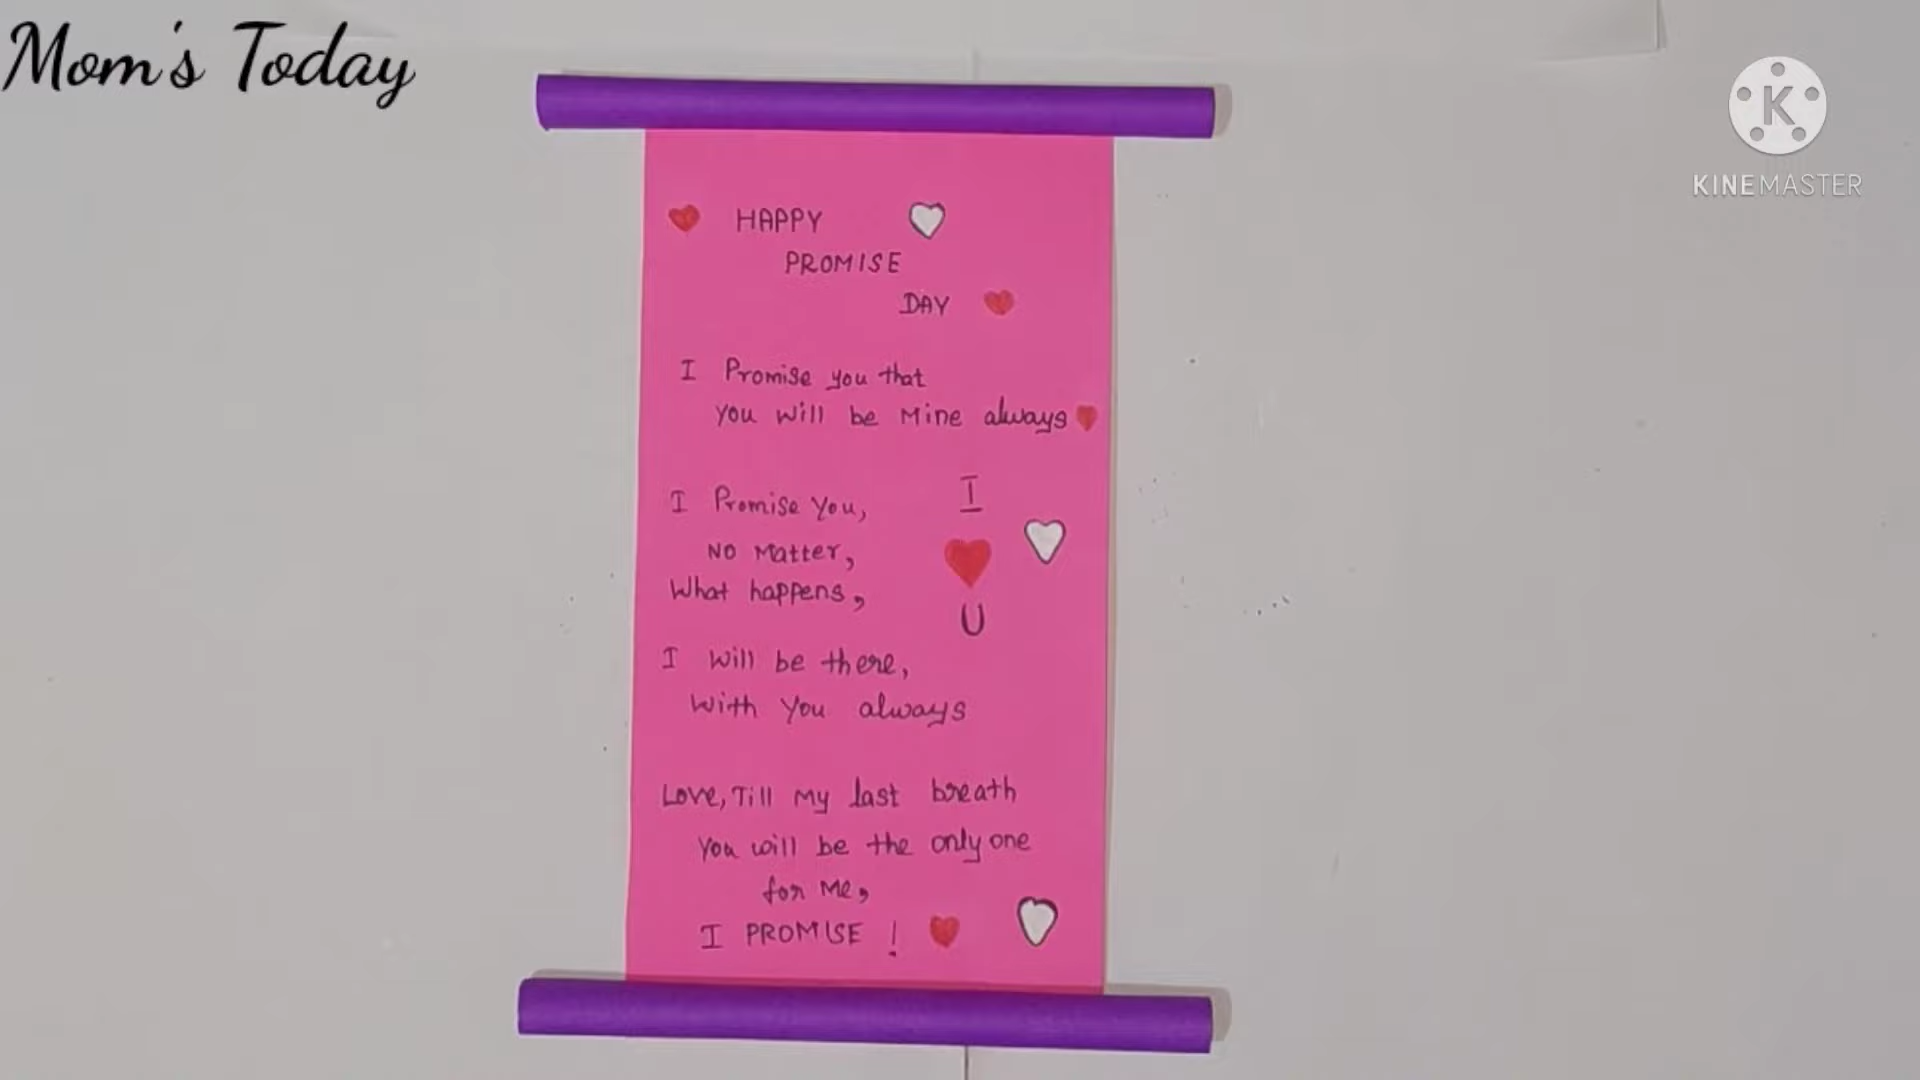 Mom's Today
KINEMASTER
HAPPY
PROMISE
DAY
I Promise you that
you will be Mine always
I Promise You,
NO Matter,
What happens,
I
U
I will be there,
With You always
Love, Till My last breath
You will be the only one
for Me,
I PROMISE !